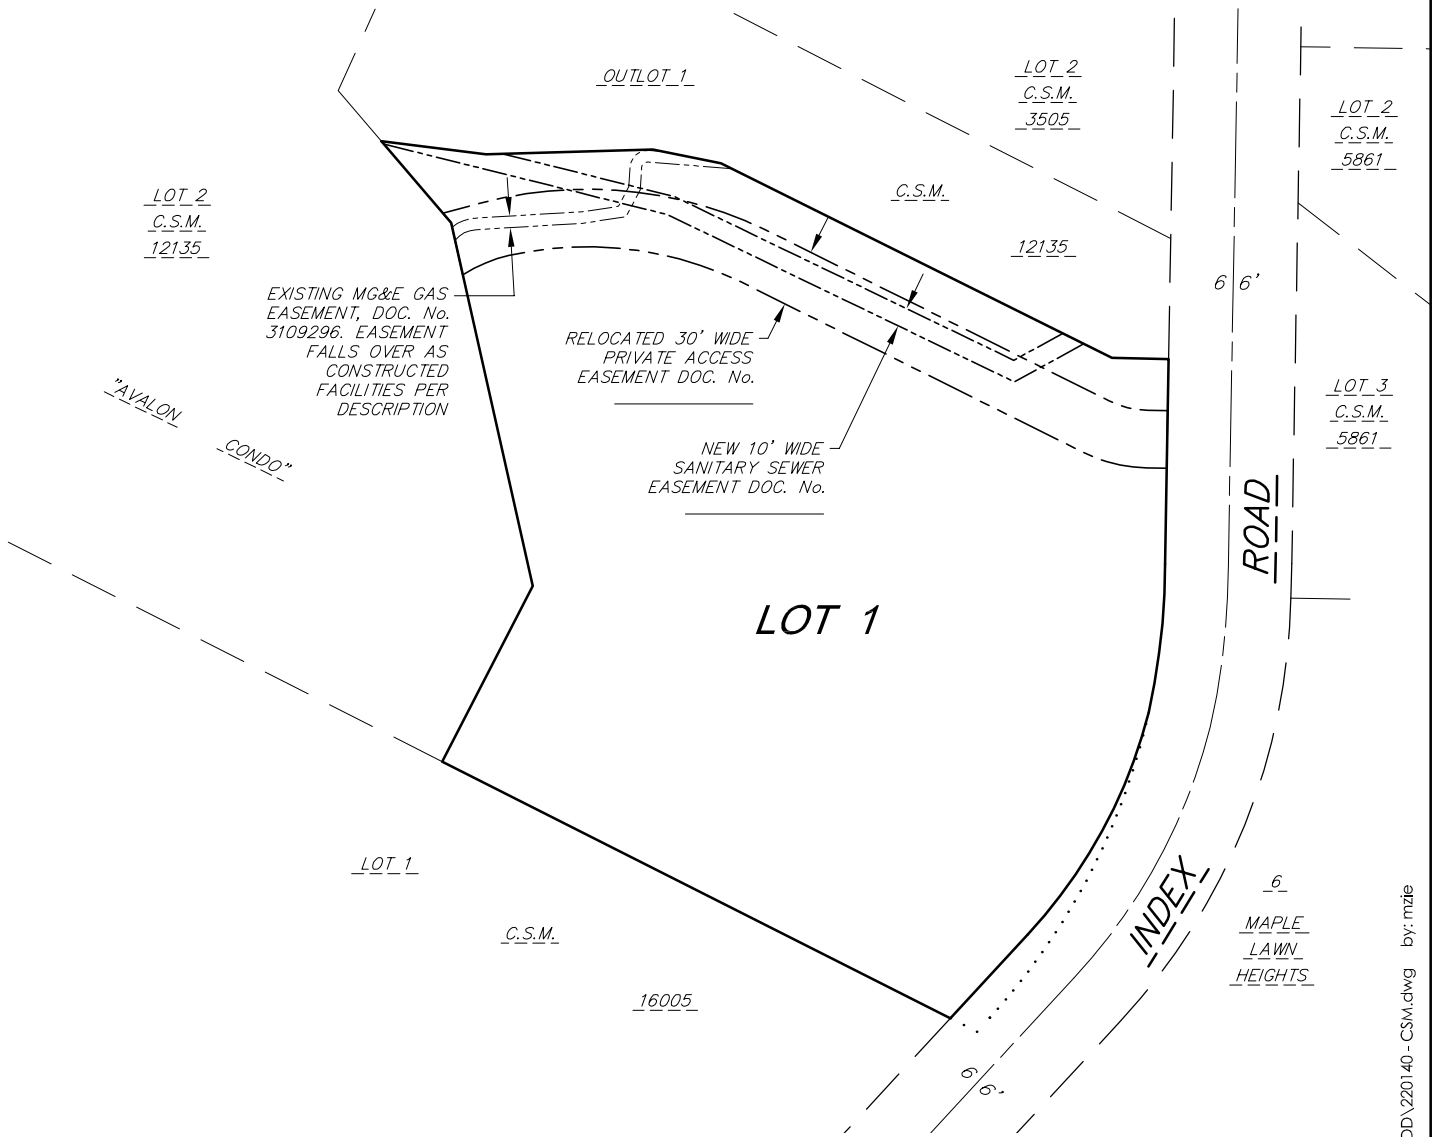 OUTLOT 1
LOT 2
C.S.M.
3505
LOT 2
C.S.M.
5861
LOT 2
C.S.M.
12135
C.S.M.
12135
66'
EXISTING MG&E GAS
EASEMENT, DOC. No.
3109296. EASEMENT
FALLS OVER AS
CONSTRUCTED
FACILITIES PER
DESCRIPTION
RELOCATED 30' WIDE
PRIVATE ACCESS
EASEMENT DOC. No.
NEW 10' WIDE
SANITARY SEWER
EASEMENT DOC. No.
"AVALON
CONDO"
LOT 3
C.S.M.
5861
ROAD
LOT 1
LOT 1
C.S.M.
16005
INDEX
6
MAPLE
LAWN
HEIGHTS
66'
DD\220140 - CSM.dwg by: mzie